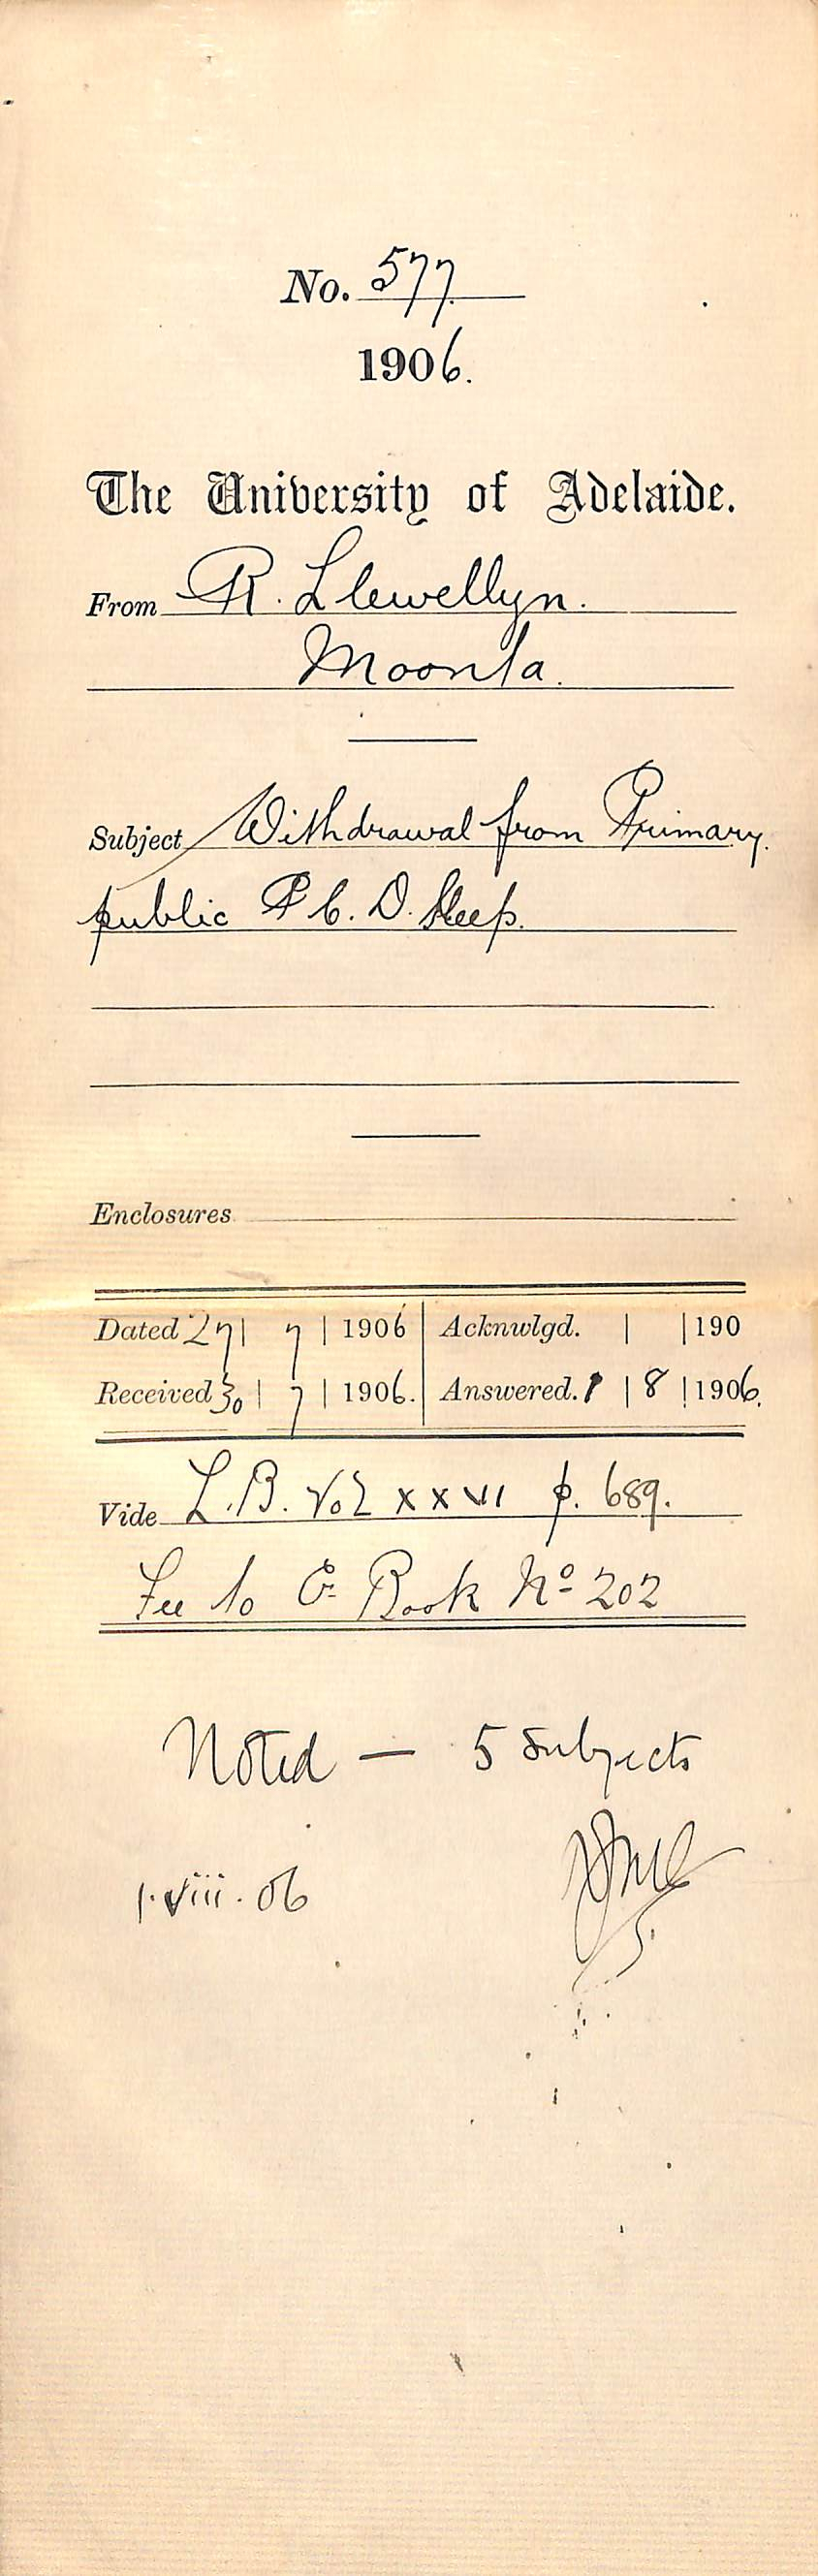 No. 577
1906.
The University of Adelaide.
From R. Llewellyn.
Moonta.
Subject Withdrawal from Primary
public C. D. Sleep.
Enclosures
Dated 27 | 7 | 1906 | Acknwlgd. | | 190
Received 30 | 7 | 1906. | Answered. 1 | 8 | 1906.
Vide L.B. Vol xxvi p. 689.
Fee to Book No 202
Noted — 5 Subjects
1.viii.06